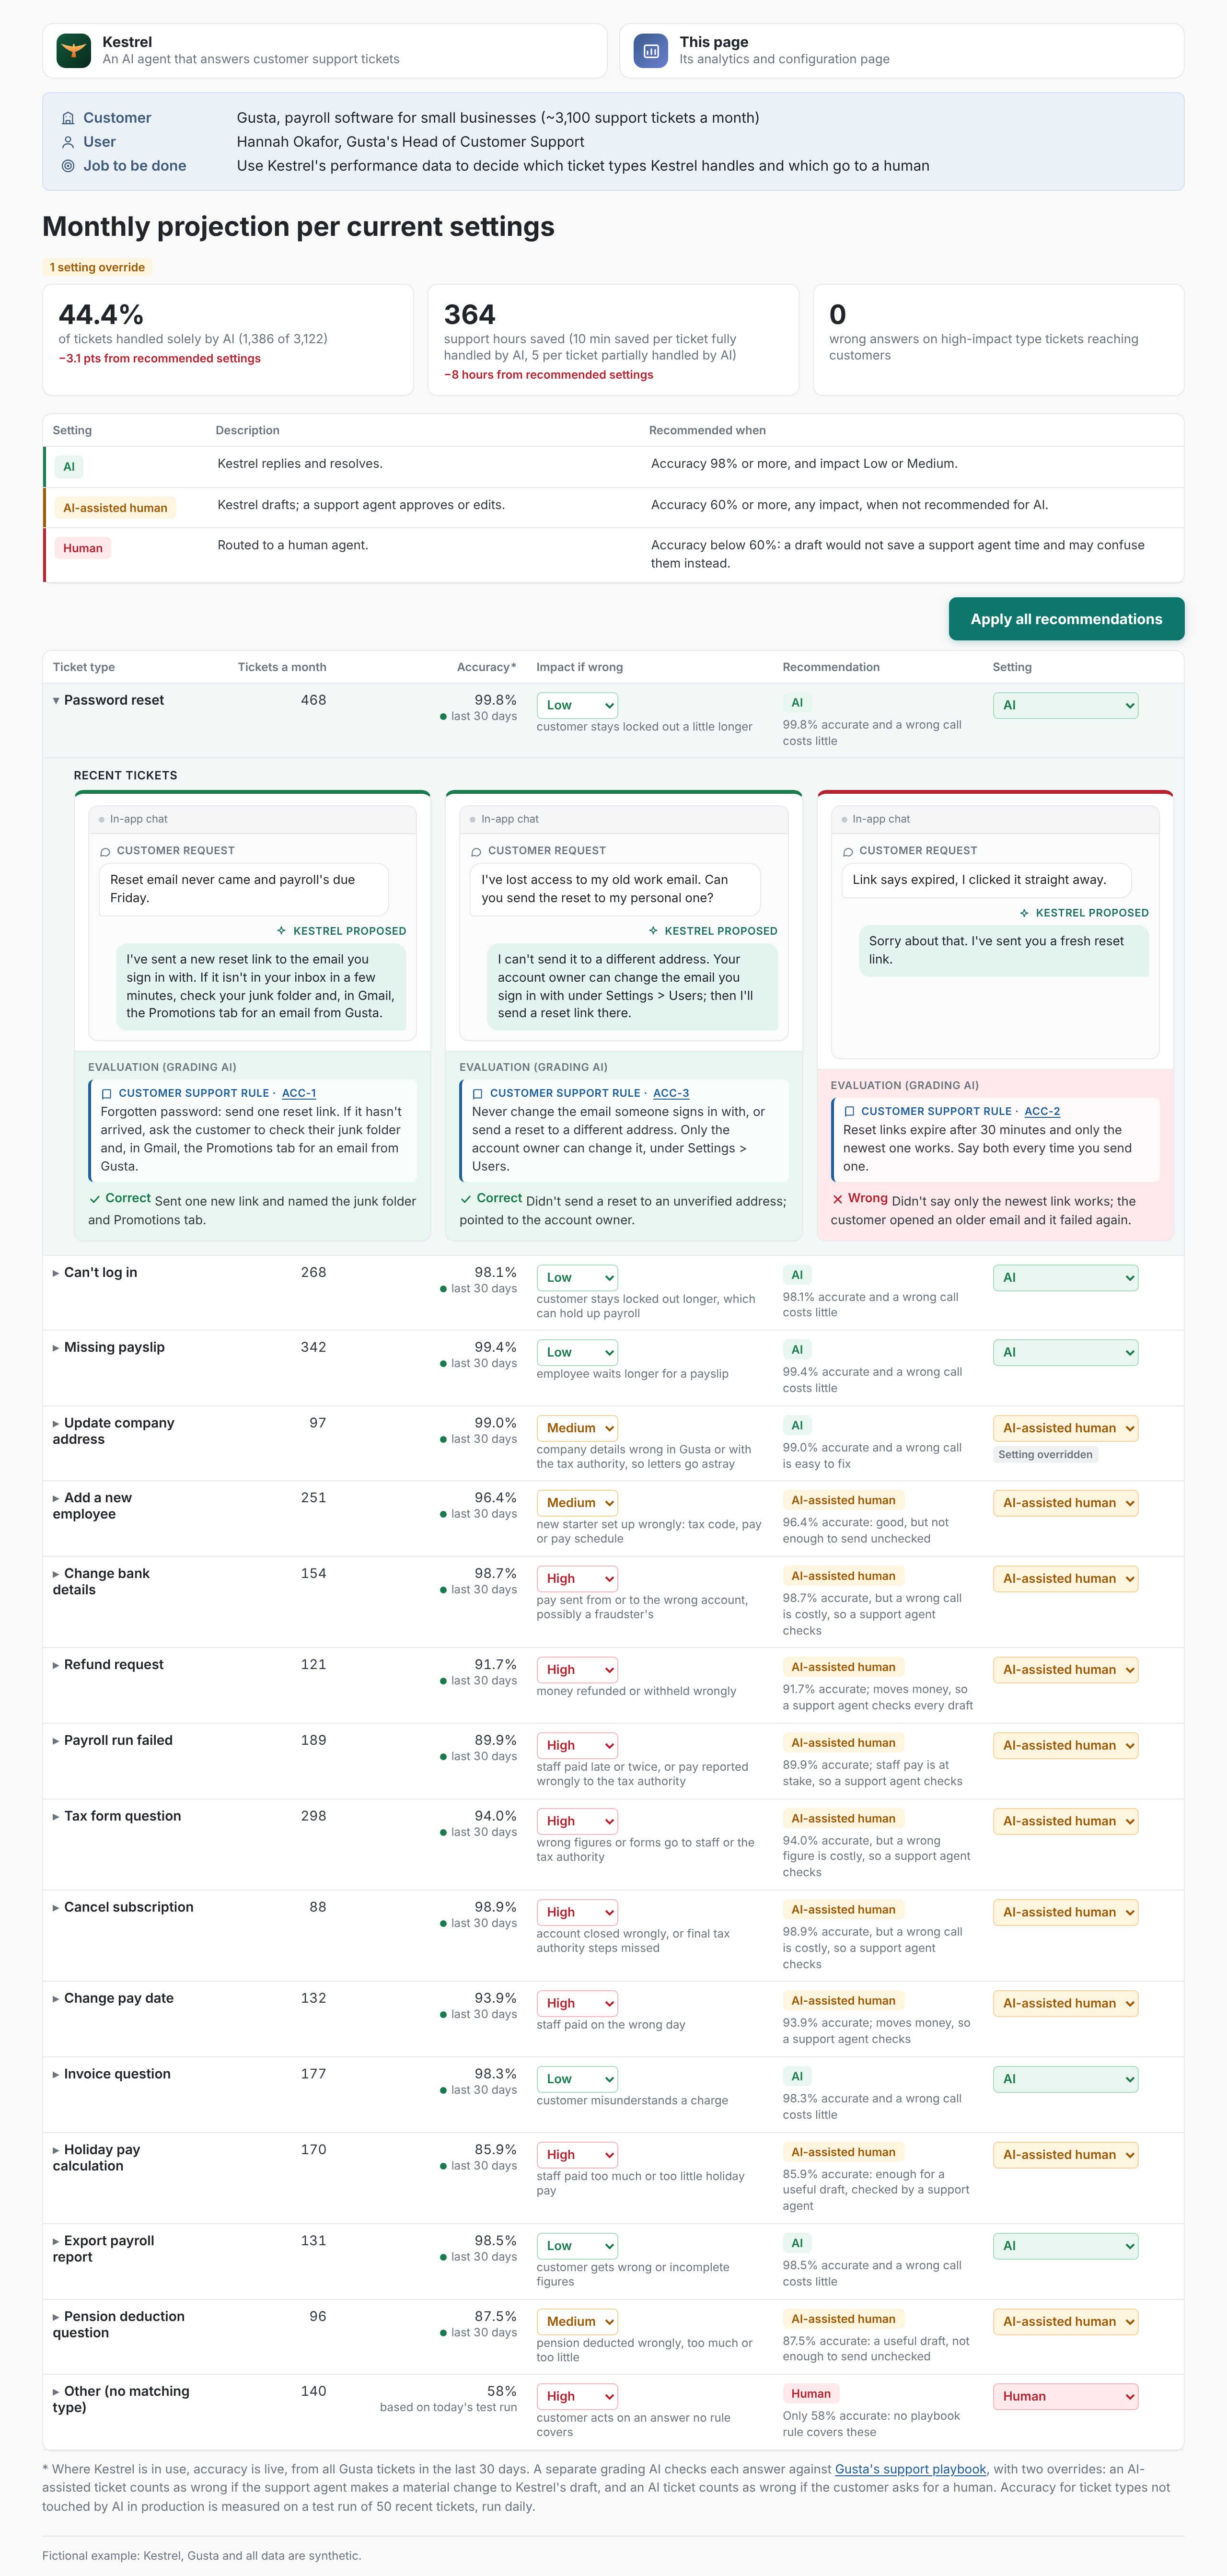 Kestrel
An AI agent that answers customer support tickets
This page
Its analytics and configuration page
Customer
Gusta, payroll software for small businesses (~3,100 support tickets a month)
User
Hannah Okafor, Gusta's Head of Customer Support
Job to be done
Use Kestrel's performance data to decide which ticket types Kestrel handles and which go to a human
Monthly projection per current settings
1 setting override
44.4%
of tickets handled solely by AI (1,386 of 3,122)
−3.1 pts from recommended settings
364
support hours saved (10 min saved per ticket fully
handled by AI, 5 per ticket partially handled by AI)
−8 hours from recommended settings
0
wrong answers on high-impact type tickets reaching
customers
Setting Description Recommended when
AI
Kestrel replies and resolves.
Accuracy 98% or more, and impact Low or Medium.
AI-assisted human
Kestrel drafts; a support agent approves or edits.
Accuracy 60% or more, any impact, when not recommended for AI.
Human
Routed to a human agent.
Accuracy below 60%: a draft would not save a support agent time and may confuse
them instead.
Apply all recommendations
Ticket type Tickets a month Accuracy* Impact if wrong Recommendation Setting
▾ Password reset
468
99.8%
● last 30 days
Low
customer stays locked out a little longer
AI
99.8% accurate and a wrong call
costs little
AI
RECENT TICKETS
In-app chat
CUSTOMER REQUEST
Reset email never came and payroll's due
Friday.
KESTREL PROPOSED
I've sent a new reset link to the email you
sign in with. If it isn't in your inbox in a few
minutes, check your junk folder and, in Gmail,
the Promotions tab for an email from Gusta.
EVALUATION (GRADING AI)
CUSTOMER SUPPORT RULE · ACC-1
Forgotten password: send one reset link. If it hasn't
arrived, ask the customer to check their junk folder
and, in Gmail, the Promotions tab for an email from
Gusta.
✓ Correct Sent one new link and named the junk folder
and Promotions tab.
In-app chat
CUSTOMER REQUEST
I've lost access to my old work email. Can
you send the reset to my personal one?
KESTREL PROPOSED
I can't send it to a different address. Your
account owner can change the email you
sign in with under Settings > Users; then I'll
send a reset link there.
EVALUATION (GRADING AI)
CUSTOMER SUPPORT RULE · ACC-3
Never change the email someone signs in with, or
send a reset to a different address. Only the
account owner can change it, under Settings >
Users.
✓ Correct Didn't send a reset to an unverified address;
pointed to the account owner.
In-app chat
CUSTOMER REQUEST
Link says expired, I clicked it straight away.
KESTREL PROPOSED
Sorry about that. I've sent you a fresh reset
link.
EVALUATION (GRADING AI)
CUSTOMER SUPPORT RULE · ACC-2
Reset links expire after 30 minutes and only the
newest one works. Say both every time you send
one.
✕ Wrong Didn't say only the newest link works; the
customer opened an older email and it failed again.
▸ Can't log in
268
98.1%
● last 30 days
Low
customer stays locked out longer, which
can hold up payroll
AI
98.1% accurate and a wrong call
costs little
AI
▸ Missing payslip
342
99.4%
● last 30 days
Low
employee waits longer for a payslip
AI
99.4% accurate and a wrong call
costs little
AI
▸ Update company
address
97
99.0%
● last 30 days
Medium
company details wrong in Gusta or with
the tax authority, so letters go astray
AI
99.0% accurate and a wrong call
is easy to fix
AI-assisted human
Setting overridden
▸ Add a new
employee
251
96.4%
● last 30 days
Medium
new starter set up wrongly: tax code, pay
or pay schedule
AI-assisted human
96.4% accurate: good, but not
enough to send unchecked
AI-assisted human
▸ Change bank
details
154
98.7%
● last 30 days
High
pay sent from or to the wrong account,
possibly a fraudster's
AI-assisted human
98.7% accurate, but a wrong call
is costly, so a support agent
checks
AI-assisted human
▸ Refund request
121
91.7%
● last 30 days
High
money refunded or withheld wrongly
AI-assisted human
91.7% accurate; moves money, so
a support agent checks every draft
AI-assisted human
▸ Payroll run failed
189
89.9%
● last 30 days
High
staff paid late or twice, or pay reported
wrongly to the tax authority
AI-assisted human
89.9% accurate; staff pay is at
stake, so a support agent checks
AI-assisted human
▸ Tax form question
298
94.0%
● last 30 days
High
wrong figures or forms go to staff or the
tax authority
AI-assisted human
94.0% accurate, but a wrong
figure is costly, so a support agent
checks
AI-assisted human
▸ Cancel subscription
88
98.9%
● last 30 days
High
account closed wrongly, or final tax
authority steps missed
AI-assisted human
98.9% accurate, but a wrong call
is costly, so a support agent
checks
AI-assisted human
▸ Change pay date
132
93.9%
● last 30 days
High
staff paid on the wrong day
AI-assisted human
93.9% accurate; moves money, so
a support agent checks
AI-assisted human
▸ Invoice question
177
98.3%
● last 30 days
Low
customer misunderstands a charge
AI
98.3% accurate and a wrong call
costs little
AI
▸ Holiday pay
calculation
170
85.9%
● last 30 days
High
staff paid too much or too little holiday
pay
AI-assisted human
85.9% accurate: enough for a
useful draft, checked by a support
agent
AI-assisted human
▸ Export payroll
report
131
98.5%
● last 30 days
Low
customer gets wrong or incomplete
figures
AI
98.5% accurate and a wrong call
costs little
AI
▸ Pension deduction
question
96
87.5%
● last 30 days
Medium
pension deducted wrongly, too much or
too little
AI-assisted human
87.5% accurate: a useful draft, not
enough to send unchecked
AI-assisted human
▸ Other (no matching
type)
140
58%
based on today's test run
High
customer acts on an answer no rule
covers
Human
Only 58% accurate: no playbook
rule covers these
Human
* Where Kestrel is in use, accuracy is live, from all Gusta tickets in the last 30 days. A separate grading AI checks each answer against Gusta's support playbook, with two overrides: an AI-
assisted ticket counts as wrong if the support agent makes a material change to Kestrel's draft, and an AI ticket counts as wrong if the customer asks for a human. Accuracy for ticket types not
touched by AI in production is measured on a test run of 50 recent tickets, run daily.
Fictional example: Kestrel, Gusta and all data are synthetic.